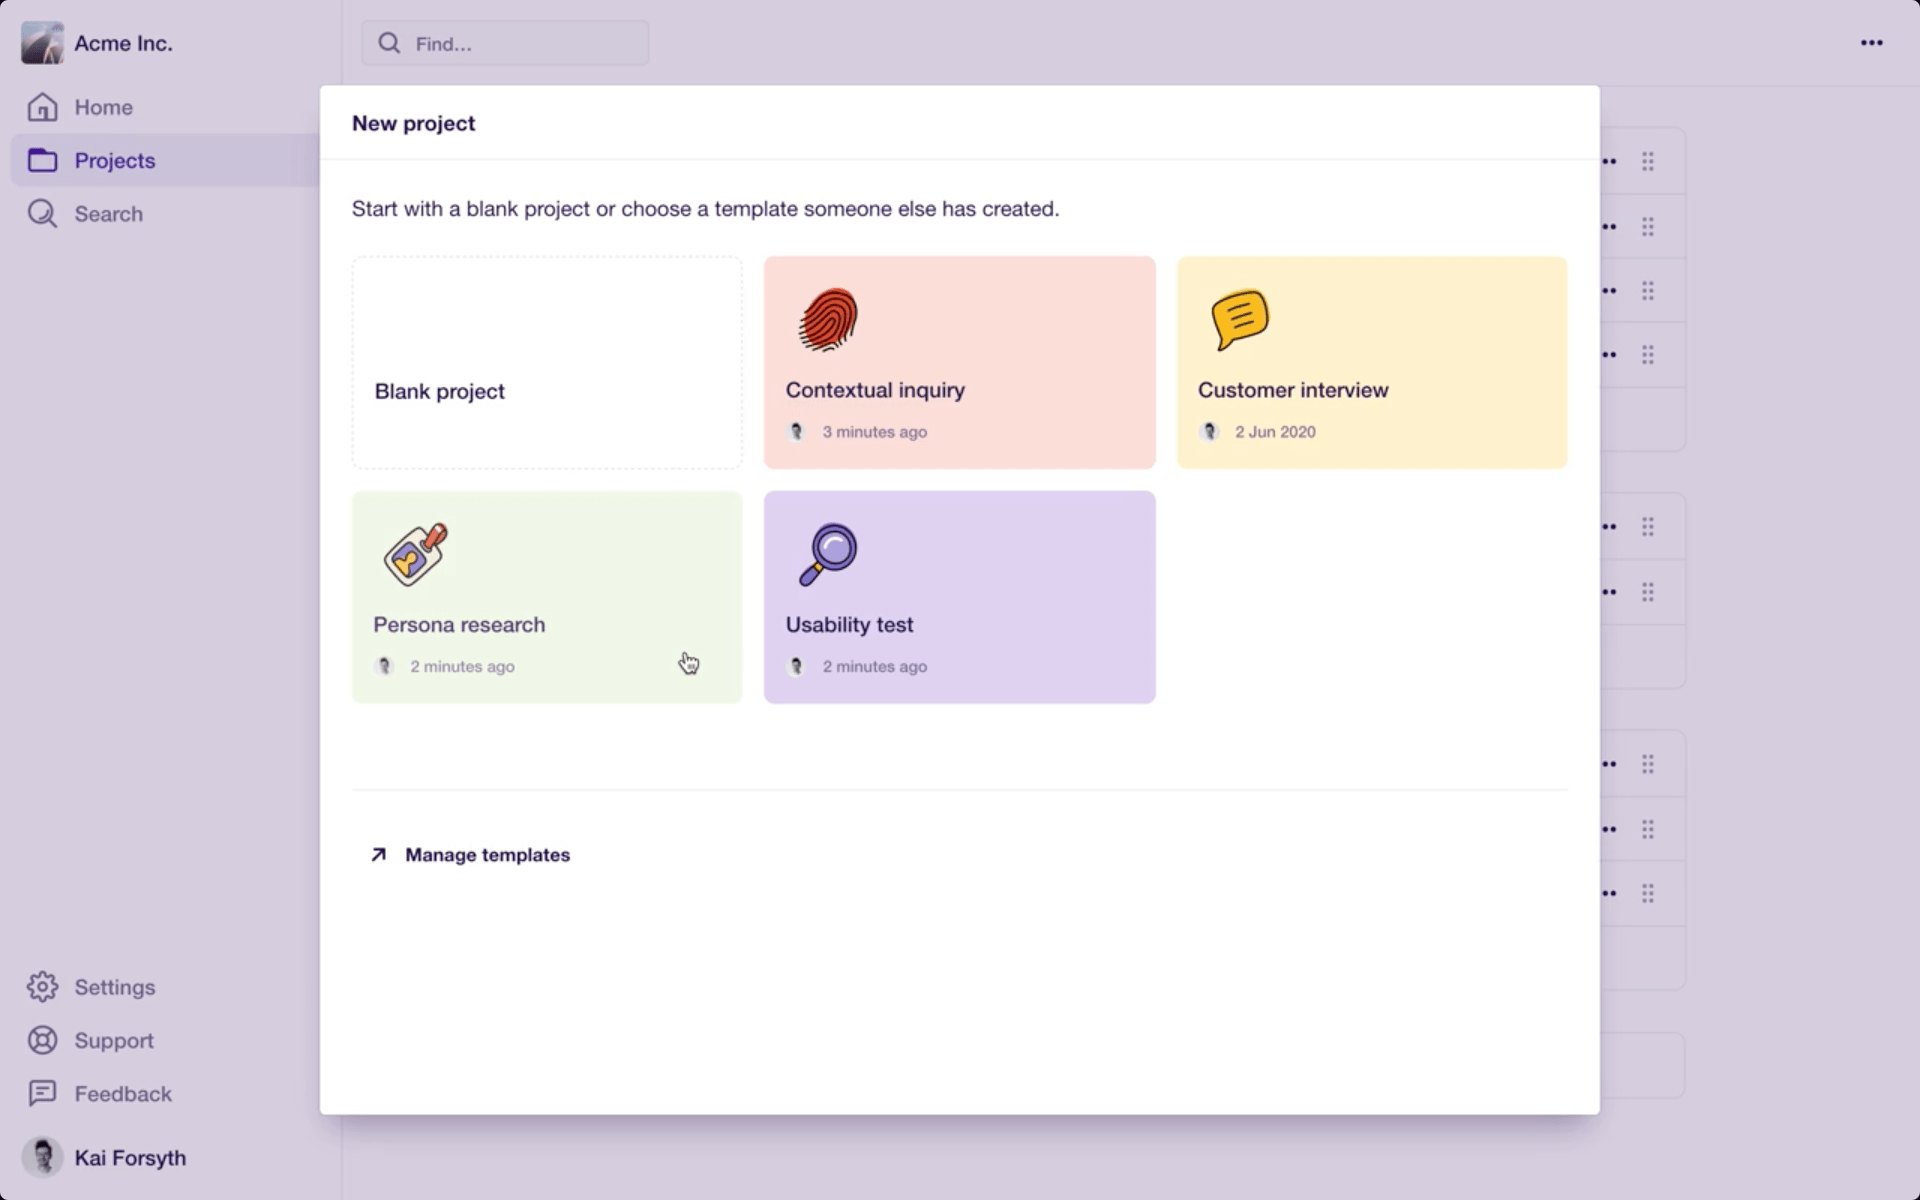 Acme Inc.
Find...
Home
Projects
Search
New project
Start with a blank project or choose a template someone else has created.
Blank project
Contextual inquiry
3 minutes ago
Customer interview
2 Jun 2020
Persona research
2 minutes ago
Usability test
2 minutes ago
Manage templates
Settings
Support
Feedback
Kai Forsyth